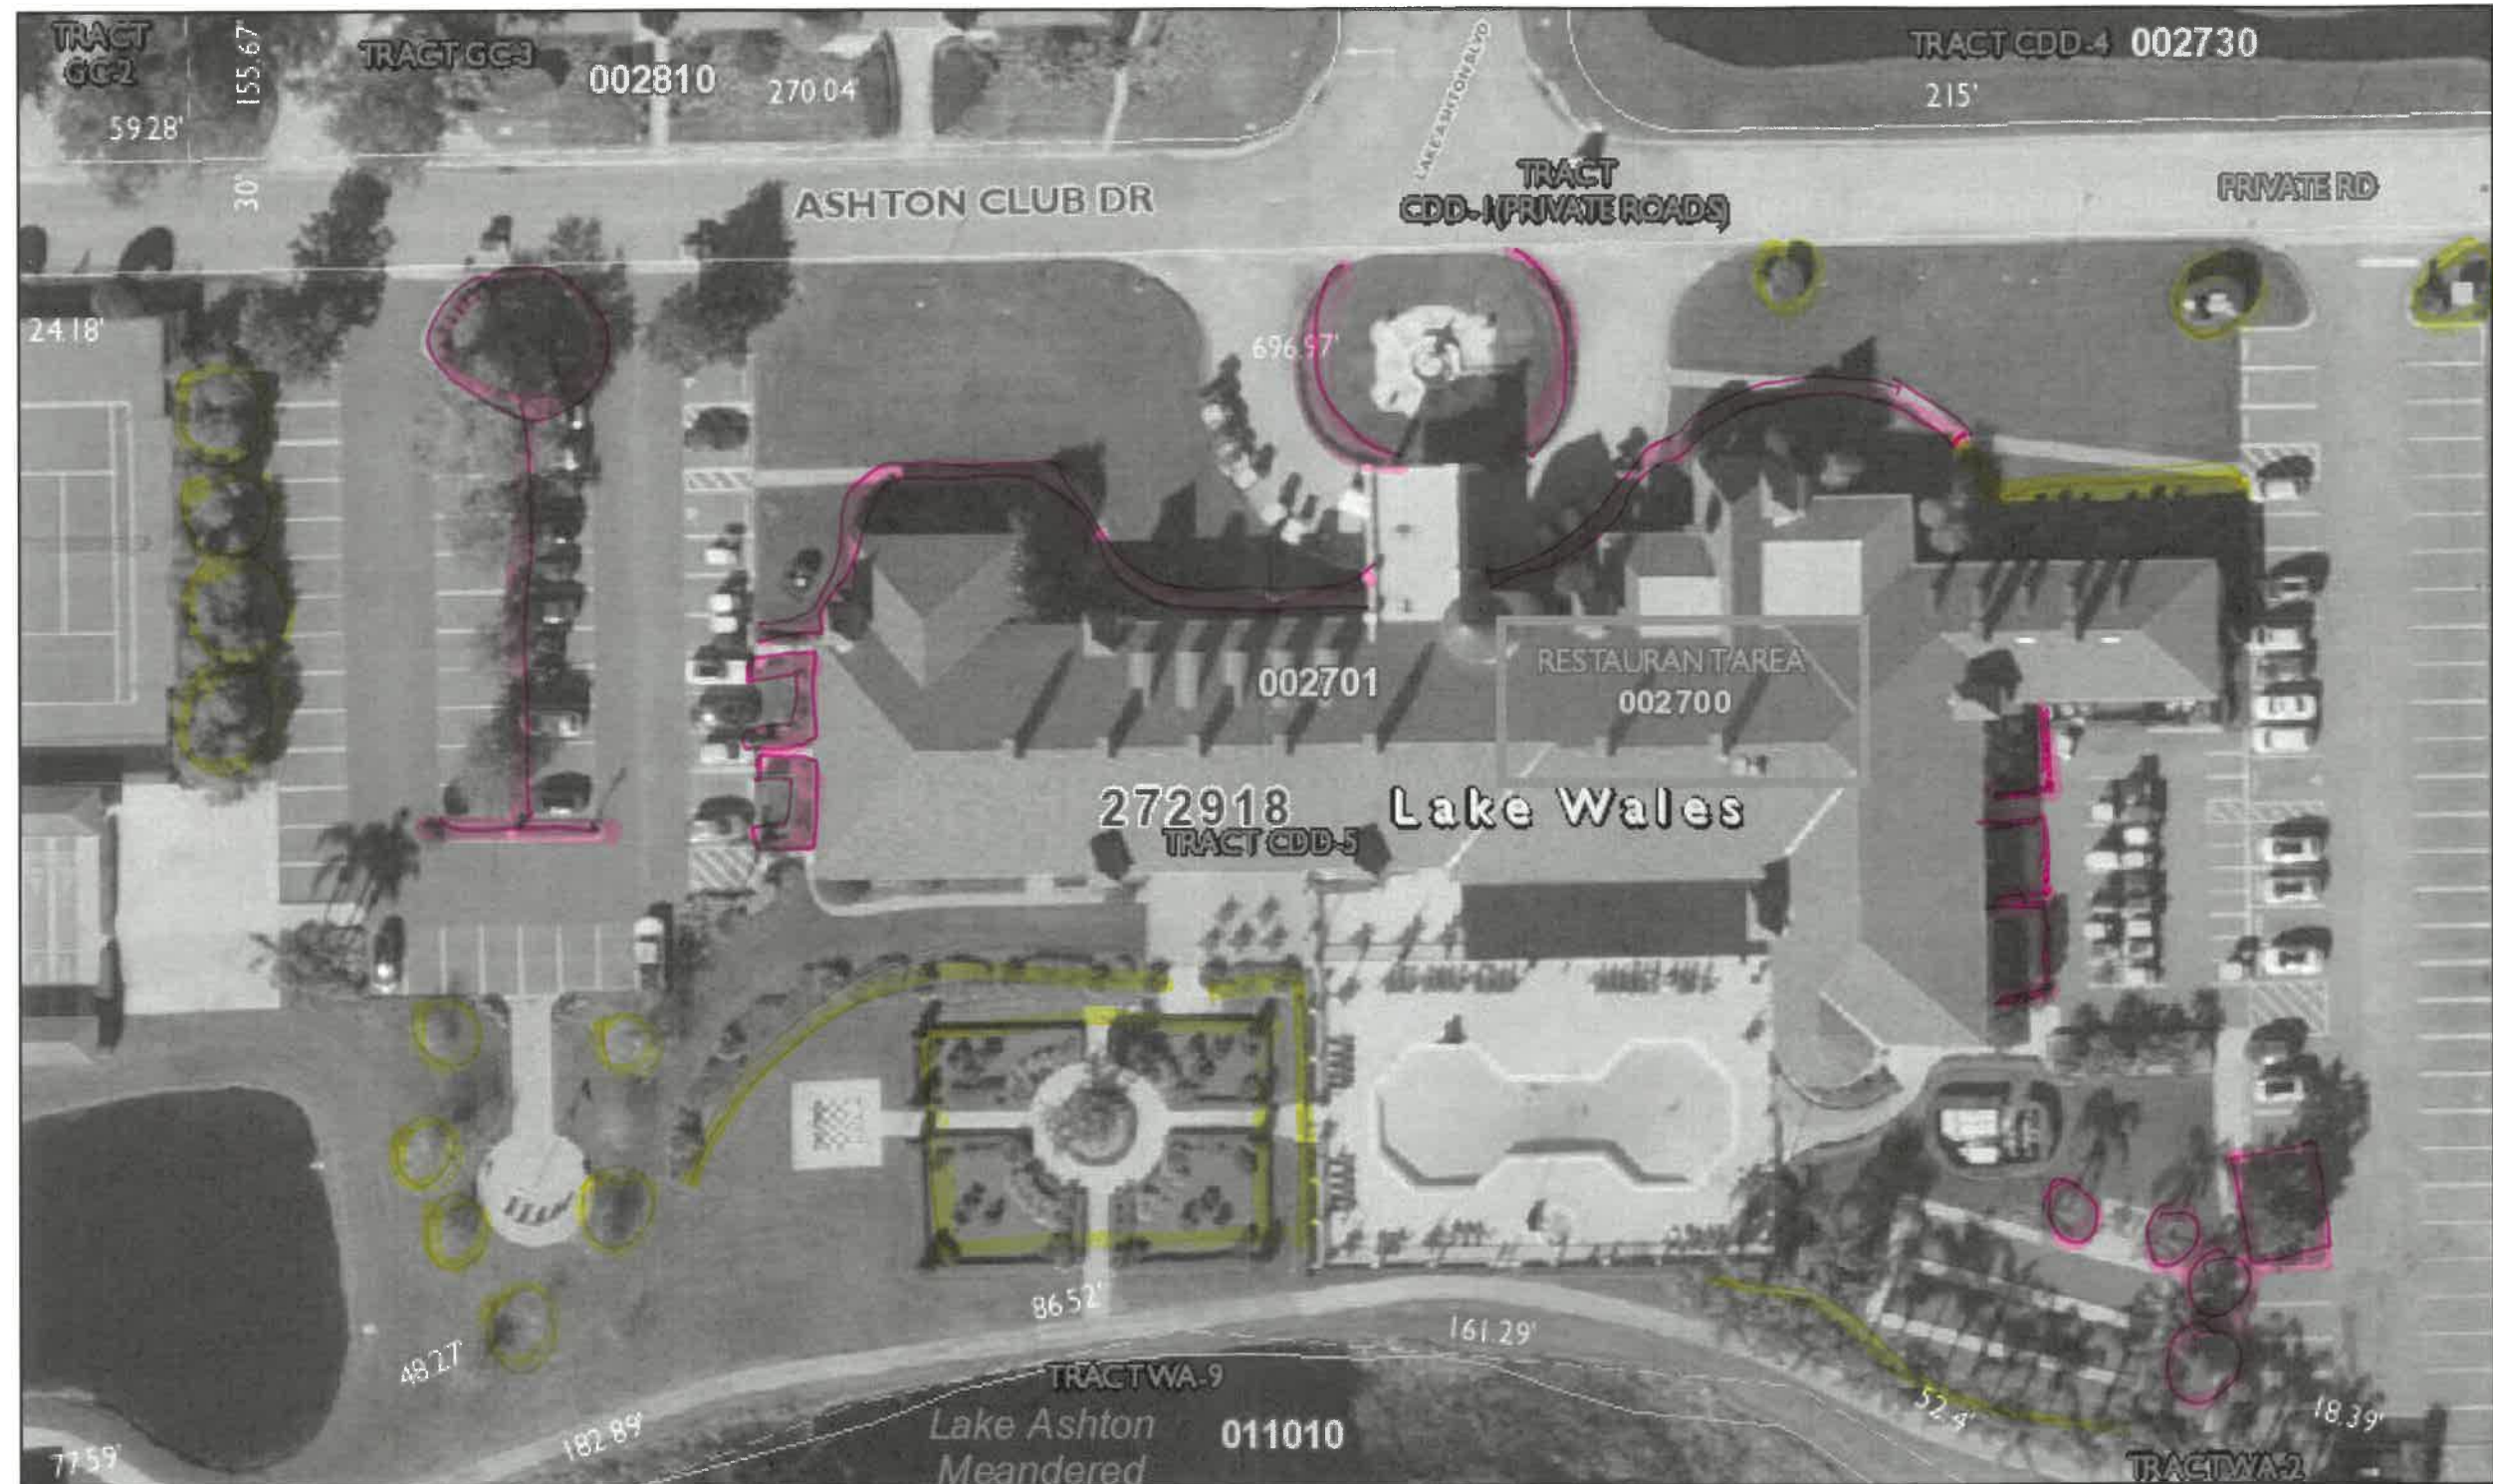 TRACT
GC-2
155.67'
TRACT GC-3
002810
270.04'
LAKE ASHTON BLVD
TRACT CDD-4 002730
215'
59.28'
30'
ASHTON CLUB DR
TRACT
CDD-1 (PRIVATE ROADS)
PRIVATE RD
24.18'
696.97'
002701
RESTAURANT AREA
002700
272918
Lake Wales
TRACT CDD-5
86.52'
161.29'
48.27'
TRACT WA-9
Lake Ashton
Meandered
011010
182.89'
77.59'
52.4'
18.39'
TRACT WA-2